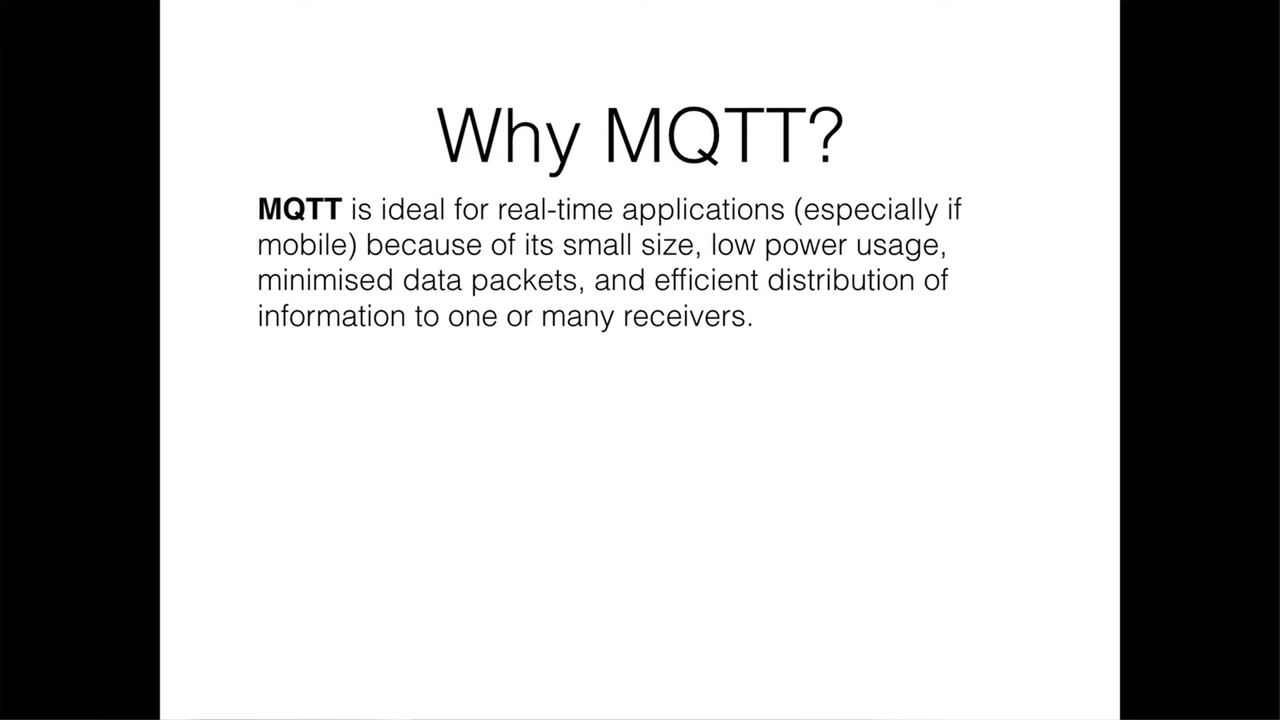 Why MQTT?
MQTT is ideal for real-time applications (especially if
mobile) because of its small size, low power usage,
minimised data packets, and efficient distribution of
information to one or many receivers.